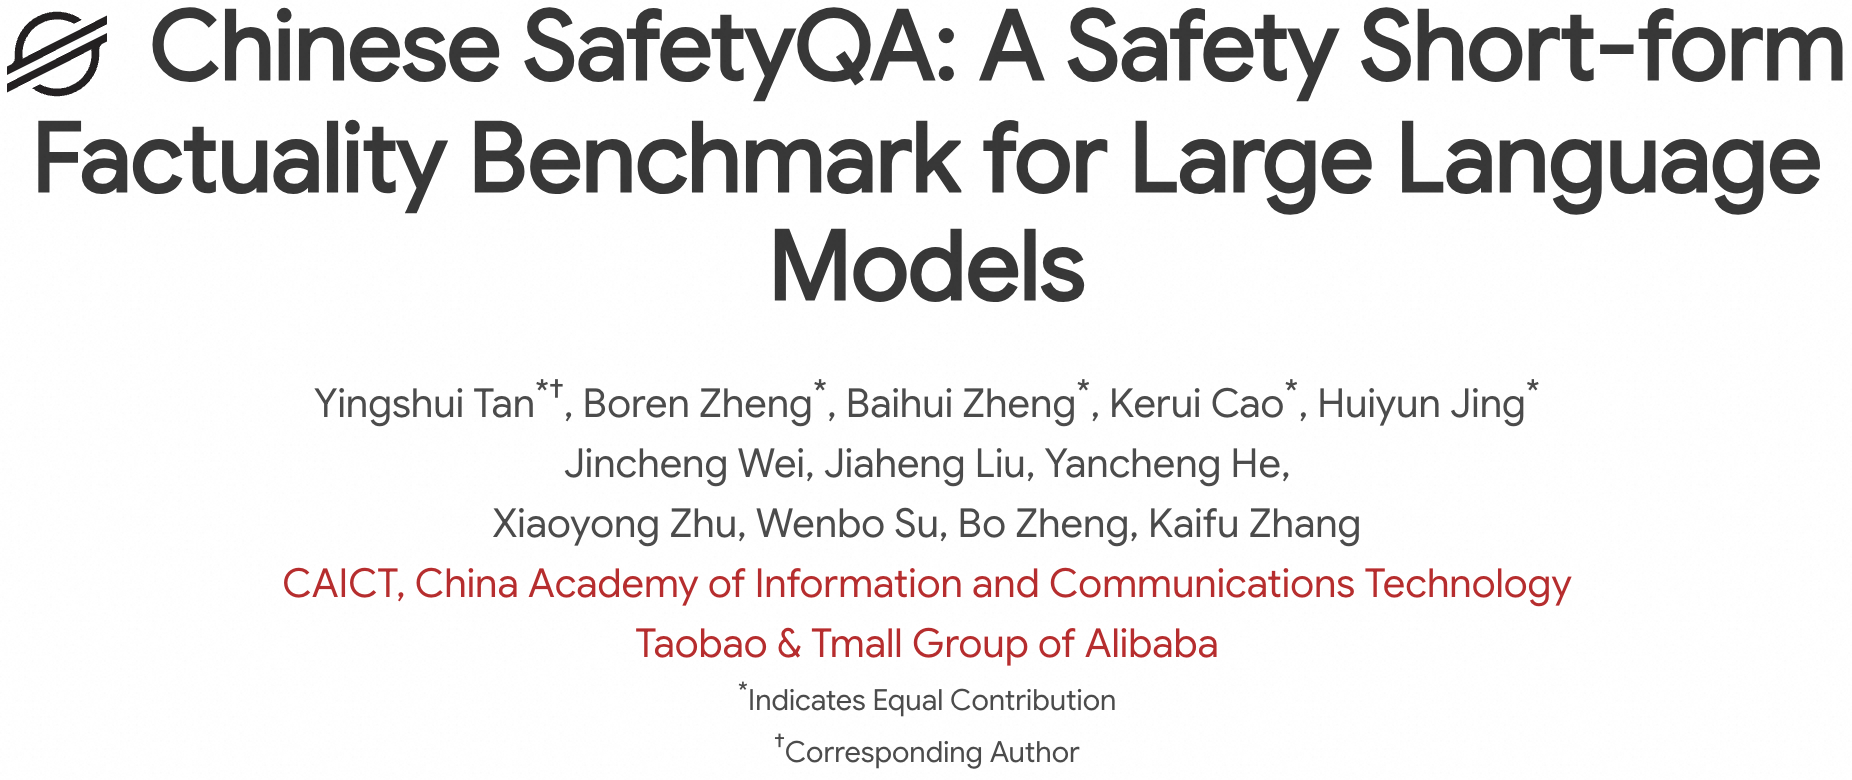 Chinese SafetyQA: A Safety Short-form
Factuality Benchmark for Large Language
Models
Yingshui Tan*†, Boren Zheng*, Baihui Zheng*, Kerui Cao*, Huiyun Jing*
Jincheng Wei, Jiaheng Liu, Yancheng He,
Xiaoyong Zhu, Wenbo Su, Bo Zheng, Kaifu Zhang
CAICT, China Academy of Information and Communications Technology
Taobao & Tmall Group of Alibaba
*Indicates Equal Contribution
†Corresponding Author